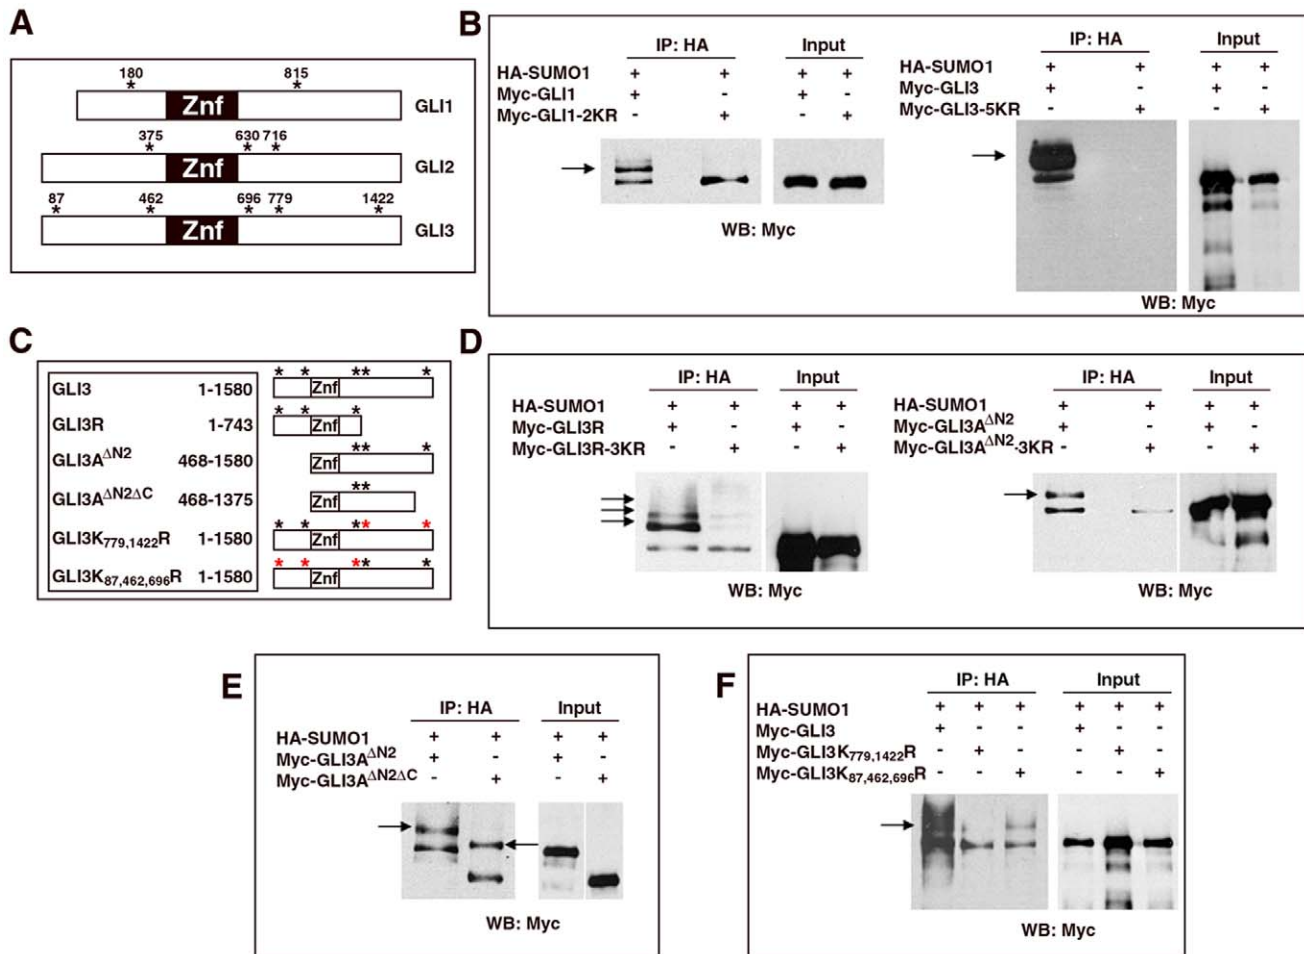 A
180 * 815 *
Znf GLI1
375 * 630 * 716 *
Znf GLI2
87 * 462 * 696 * 779 * 1422 *
Znf GLI3
B
IP: HA Input
HA-SUMO1 + + + +
Myc-GLI1 + - + -
Myc-GLI1-2KR - + - +
WB: Myc
IP: HA Input
HA-SUMO1 + + + +
Myc-GLI3 + - + -
Myc-GLI3-5KR - + - +
WB: Myc
C
GLI3 1-1580 * * Znf ** *
GLI3R 1-743 * * Znf *
GLI3A^ΔN2 468-1580 Znf ** *
GLI3A^ΔN2ΔC 468-1375 Znf **
GLI3K₇₇₉,₁₄₂₂R 1-1580 * * Znf ** *
GLI3K₈₇,₄₆₂,₆₉₆R 1-1580 * * Znf ** *
D
IP: HA Input
HA-SUMO1 + + + +
Myc-GLI3R + - + -
Myc-GLI3R-3KR - + - +
WB: Myc
IP: HA Input
HA-SUMO1 + + + +
Myc-GLI3A^ΔN2 + - + -
Myc-GLI3A^ΔN2-3KR - + - +
WB: Myc
E
IP: HA Input
HA-SUMO1 + + + +
Myc-GLI3A^ΔN2 + - + -
Myc-GLI3A^ΔN2ΔC - + - +
WB: Myc
F
IP: HA Input
HA-SUMO1 + + + + + +
Myc-GLI3 + - - + - -
Myc-GLI3K₇₇₉,₁₄₂₂R - + - - + -
Myc-GLI3K₈₇,₄₆₂,₆₉₆R - - + - - +
WB: Myc